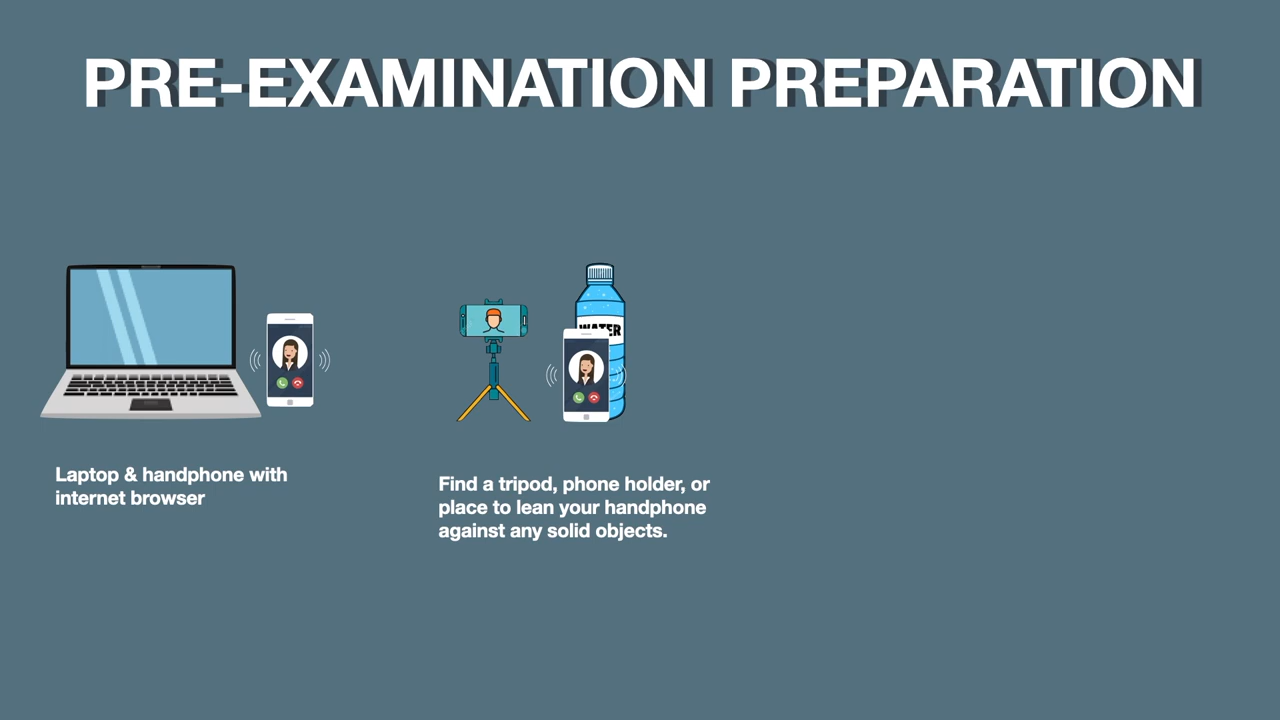 PRE-EXAMINATION PREPARATION
WATER
Laptop & handphone with
internet browser
Find a tripod, phone holder, or
place to lean your handphone
against any solid objects.